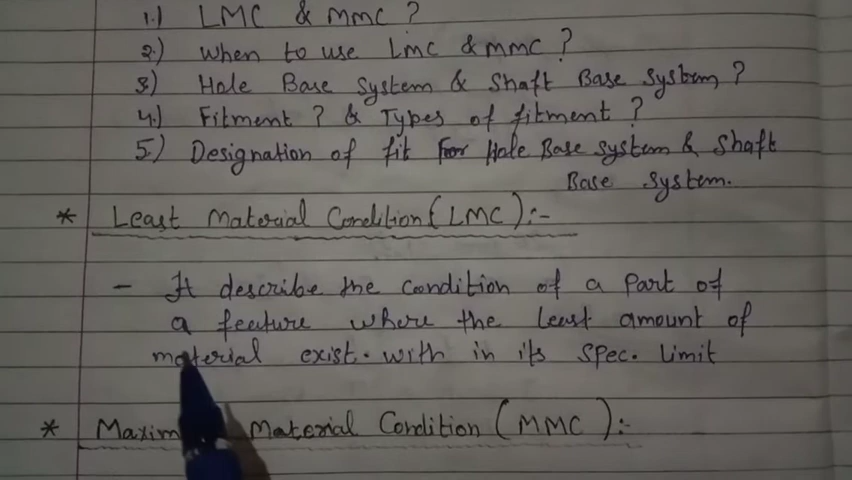 1.) LMC & MMC ?
2.) When to use LMC & MMC ?
3) Hole Base System & Shaft Base System ?
4.) Fitment ? & Types of fitment ?
5.) Designation of fit For Hole Base system & Shaft
Base System.
* Least Material Condition (LMC) :-
- It describe the condition of a part of
a feature where the least amount of
material exist. with in its spec. limit
* Material Condition (MMC) :-